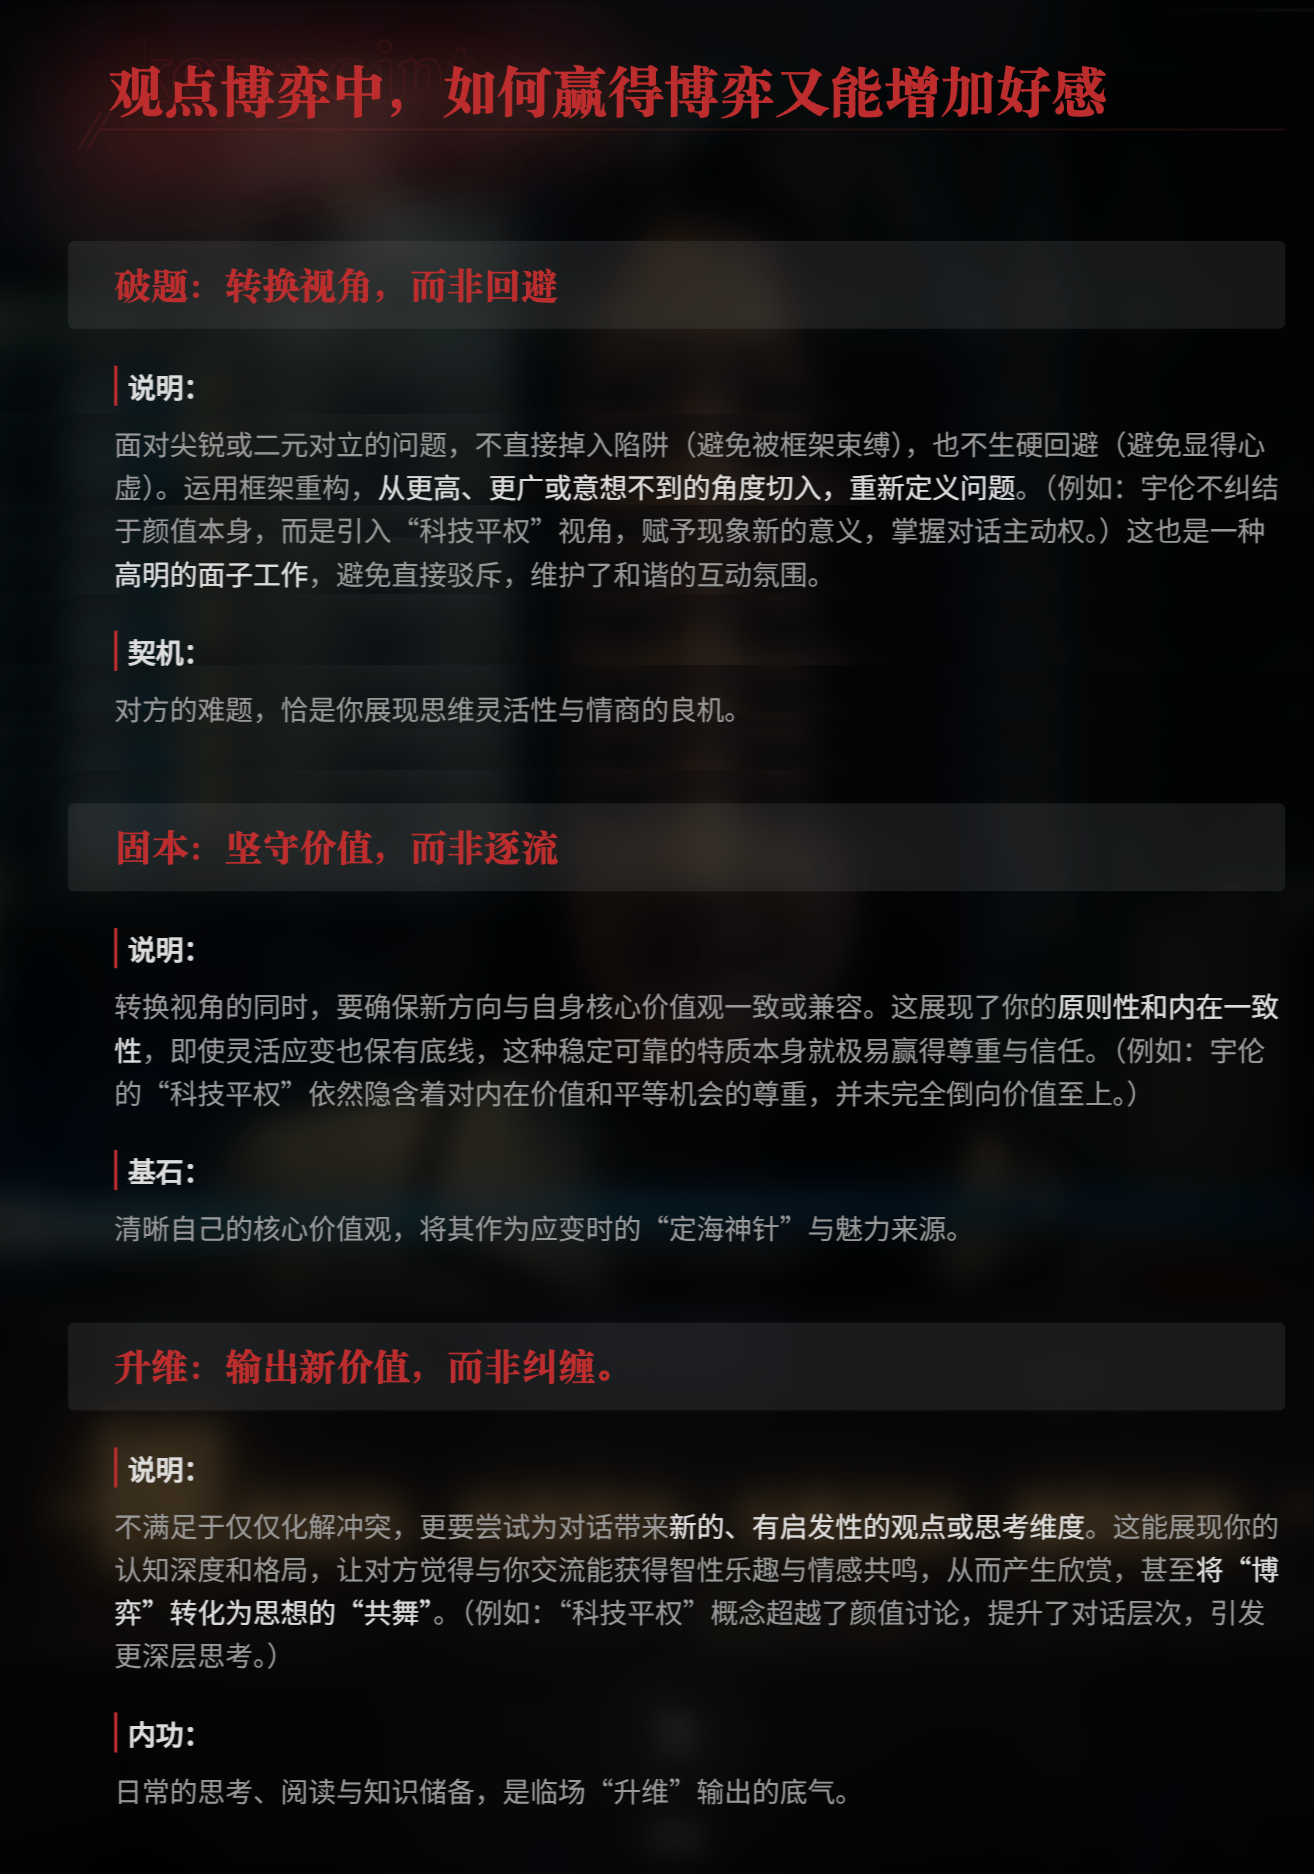 观点博弈中，如何赢得博弈又能增加好感
破题：转换视角，而非回避
说明：
面对尖锐或二元对立的问题，不直接掉入陷阱（避免被框架束缚），也不生硬回避（避免显得心
虚）。运用框架重构，从更高、更广或意想不到的角度切入，重新定义问题。（例如：宇伦不纠结
于颜值本身，而是引入“科技平权”视角，赋予现象新的意义，掌握对话主动权。）这也是一种
高明的面子工作，避免直接驳斥，维护了和谐的互动氛围。
契机：
对方的难题，恰是你展现思维灵活性与情商的良机。
固本：坚守价值，而非逐流
说明：
转换视角的同时，要确保新方向与自身核心价值观一致或兼容。这展现了你的原则性和内在一致
性，即使灵活应变也保有底线，这种稳定可靠的特质本身就极易赢得尊重与信任。（例如：宇伦
的“科技平权”依然隐含着对内在价值和平等机会的尊重，并未完全倒向价值至上。）
基石：
清晰自己的核心价值观，将其作为应变时的“定海神针”与魅力来源。
升维：输出新价值，而非纠缠。
说明：
不满足于仅仅化解冲突，更要尝试为对话带来新的、有启发性的观点或思考维度。这能展现你的
认知深度和格局，让对方觉得与你交流能获得智性乐趣与情感共鸣，从而产生欣赏，甚至将“博
弈”转化为思想的“共舞”。（例如：“科技平权”概念超越了颜值讨论，提升了对话层次，引发
更深层思考。）
内功：
日常的思考、阅读与知识储备，是临场“升维”输出的底气。